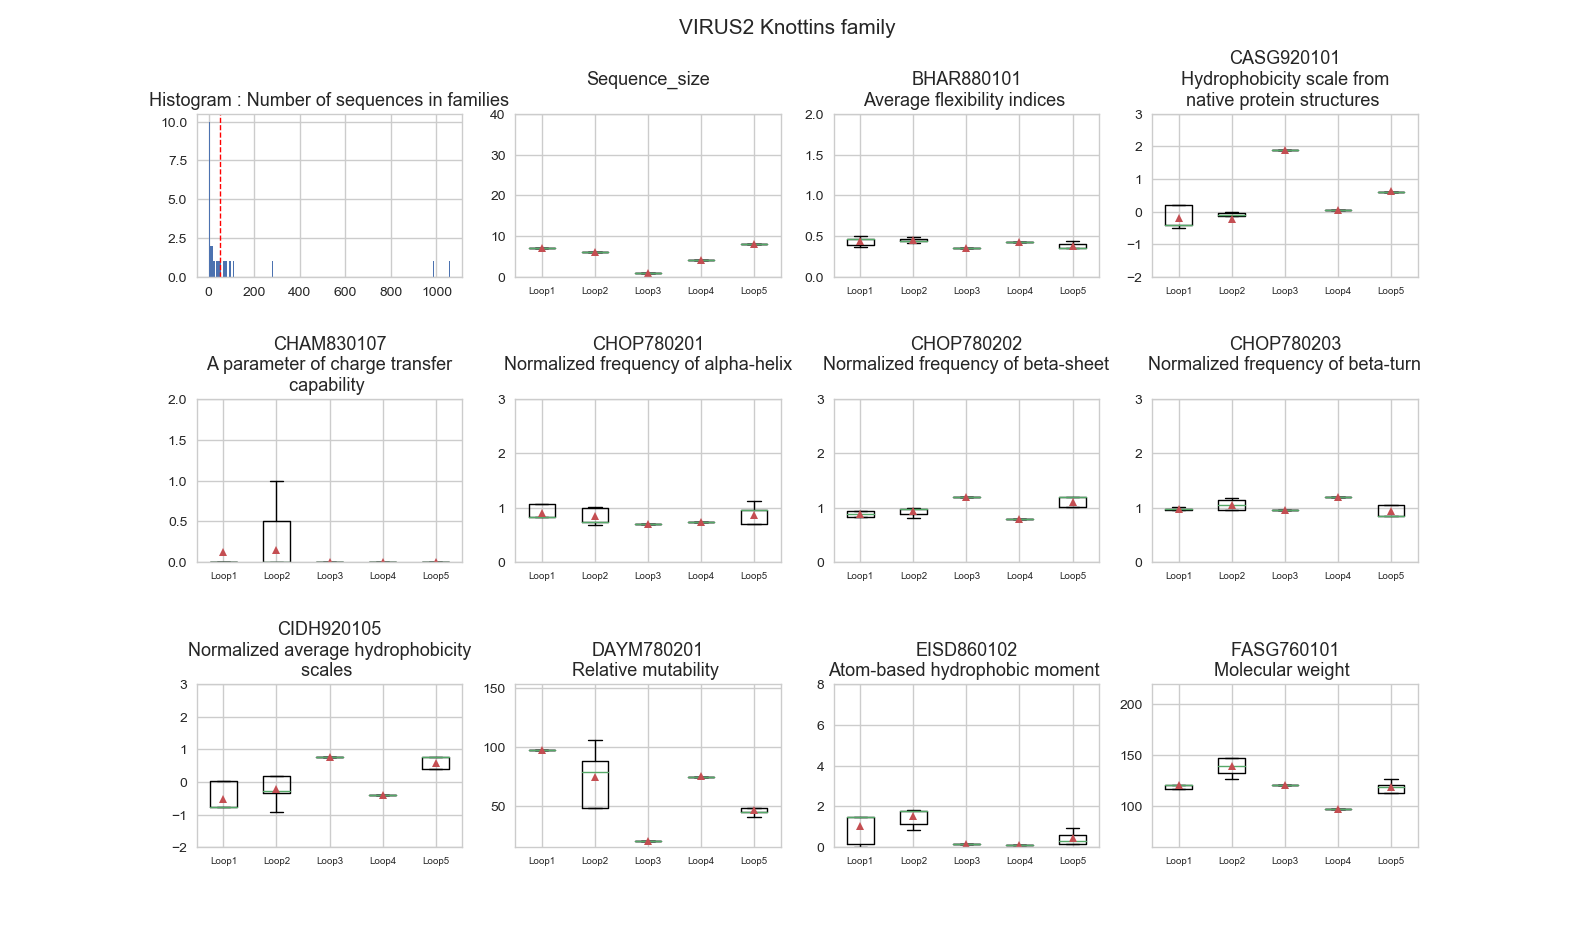 VIRUS2 Knottins family
Histogram : Number of sequences in families
10.0
7.5
5.0
2.5
0.0
0 200 400 600 800 1000
Sequence_size
40
30
20
10
0
Loop1 Loop2 Loop3 Loop4 Loop5
BHAR880101
Average flexibility indices
2.0
1.5
1.0
0.5
0.0
Loop1 Loop2 Loop3 Loop4 Loop5
CASG920101
Hydrophobicity scale from
native protein structures
3
2
1
0
−1
−2
Loop1 Loop2 Loop3 Loop4 Loop5
CHAM830107
A parameter of charge transfer
capability
2.0
1.5
1.0
0.5
0.0
Loop1 Loop2 Loop3 Loop4 Loop5
CHOP780201
Normalized frequency of alpha-helix
3
2
1
0
Loop1 Loop2 Loop3 Loop4 Loop5
CHOP780202
Normalized frequency of beta-sheet
3
2
1
0
Loop1 Loop2 Loop3 Loop4 Loop5
CHOP780203
Normalized frequency of beta-turn
3
2
1
0
Loop1 Loop2 Loop3 Loop4 Loop5
CIDH920105
Normalized average hydrophobicity
scales
3
2
1
0
−1
−2
Loop1 Loop2 Loop3 Loop4 Loop5
DAYM780201
Relative mutability
150
100
50
Loop1 Loop2 Loop3 Loop4 Loop5
EISD860102
Atom-based hydrophobic moment
8
6
4
2
0
Loop1 Loop2 Loop3 Loop4 Loop5
FASG760101
Molecular weight
200
150
100
Loop1 Loop2 Loop3 Loop4 Loop5